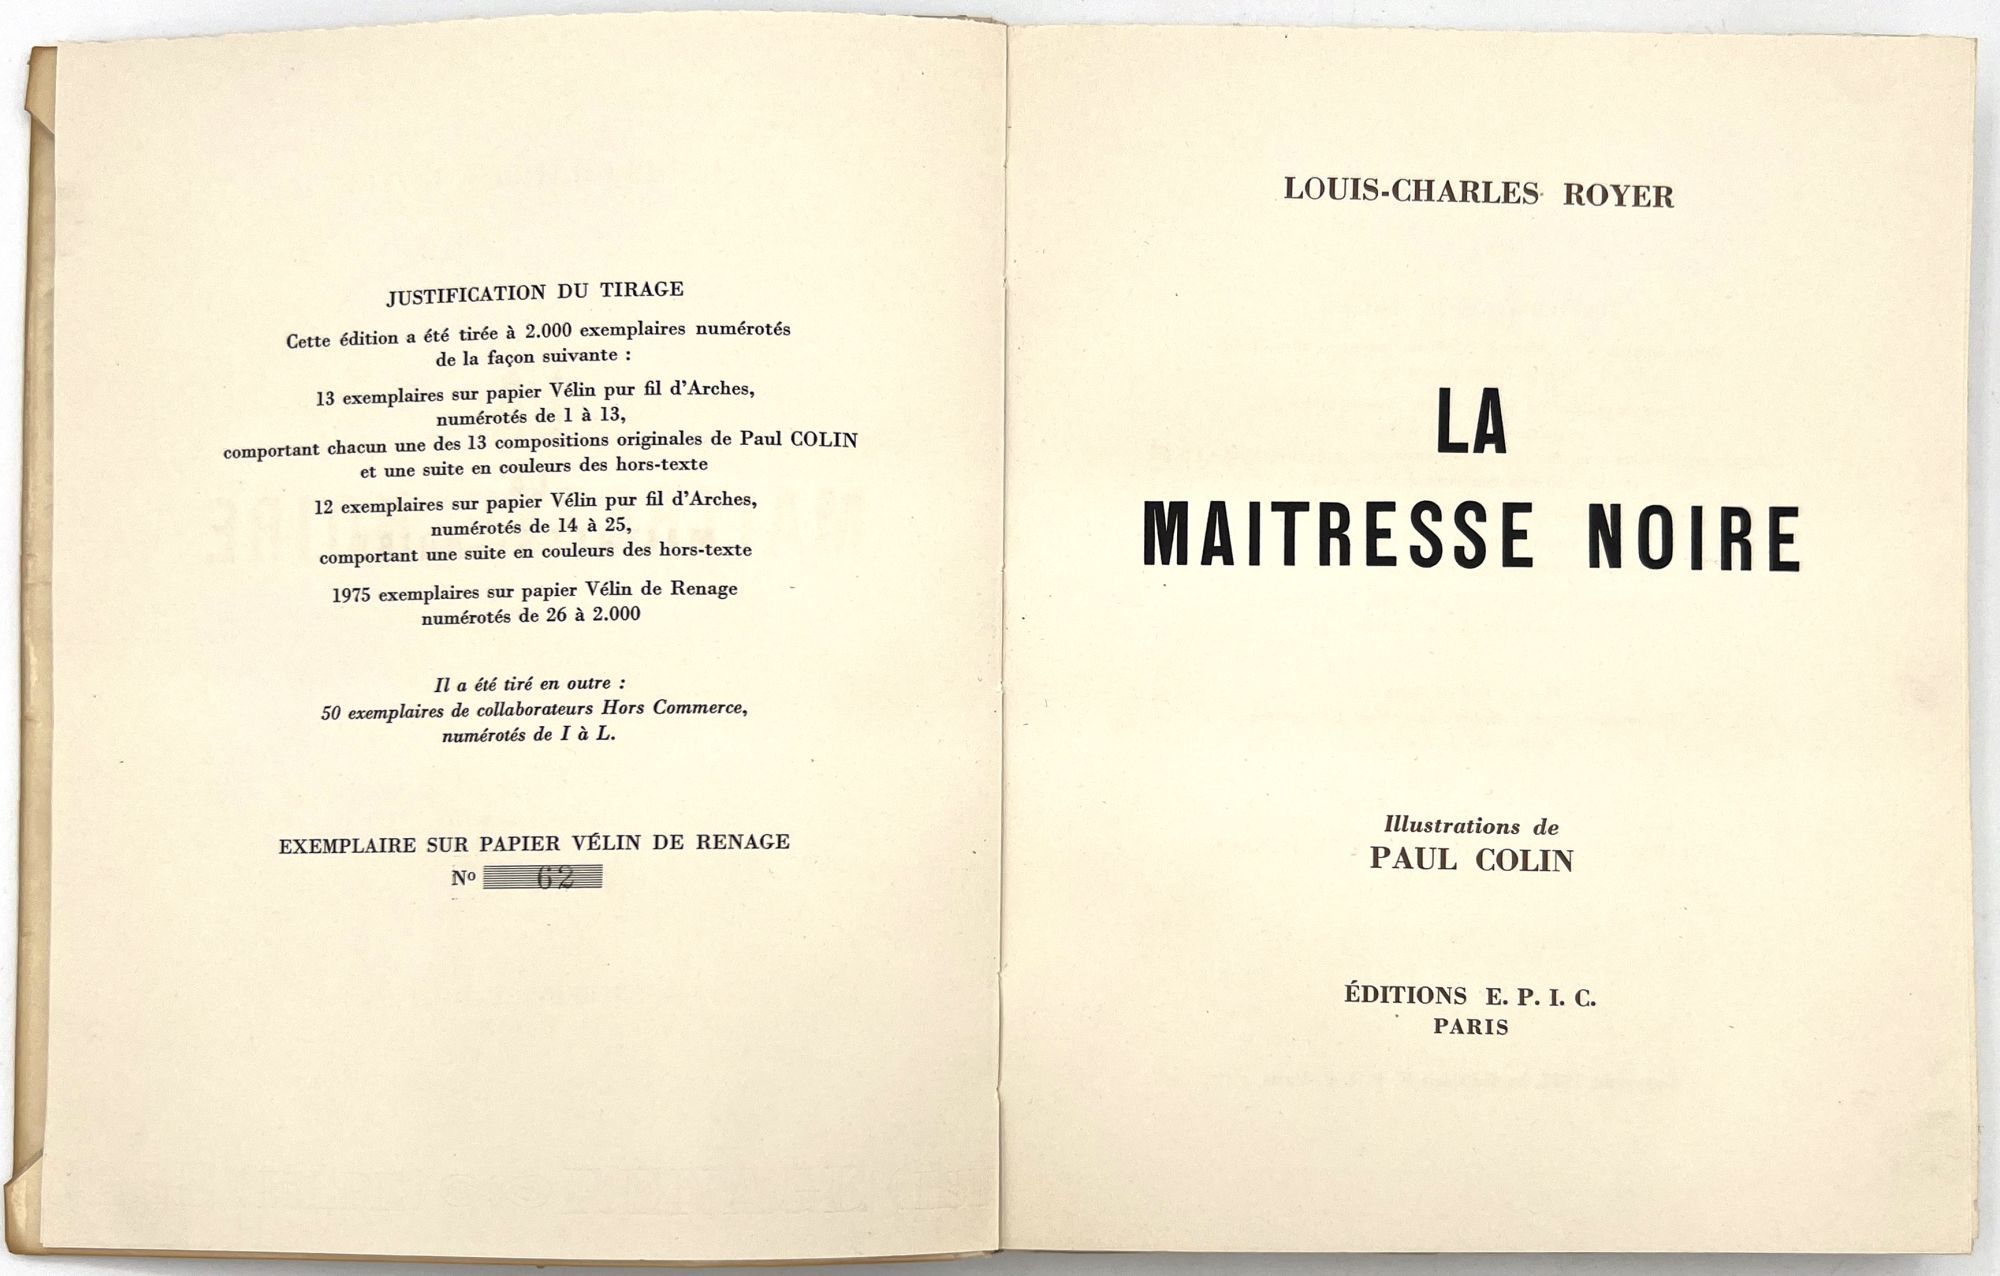 JUSTIFICATION DU TIRAGE
Cette édition a été tirée à 2.000 exemplaires numérotés
de la façon suivante :
13 exemplaires sur papier Vélin pur fil d'Arches,
numérotés de 1 à 13,
comportant chacun une des 13 compositions originales de Paul COLIN
et une suite en couleurs des hors-texte
12 exemplaires sur papier Vélin pur fil d'Arches,
numérotés de 14 à 25,
comportant une suite en couleurs des hors-texte
1975 exemplaires sur papier Vélin de Renage
numérotés de 26 à 2.000
Il a été tiré en outre :
50 exemplaires de collaborateurs Hors Commerce,
numérotés de I à L.
EXEMPLAIRE SUR PAPIER VÉLIN DE RENAGE
Nº 62
LOUIS-CHARLES ROYER
LA
MAITRESSE NOIRE
Illustrations de
PAUL COLIN
ÉDITIONS E. P. I. C.
PARIS